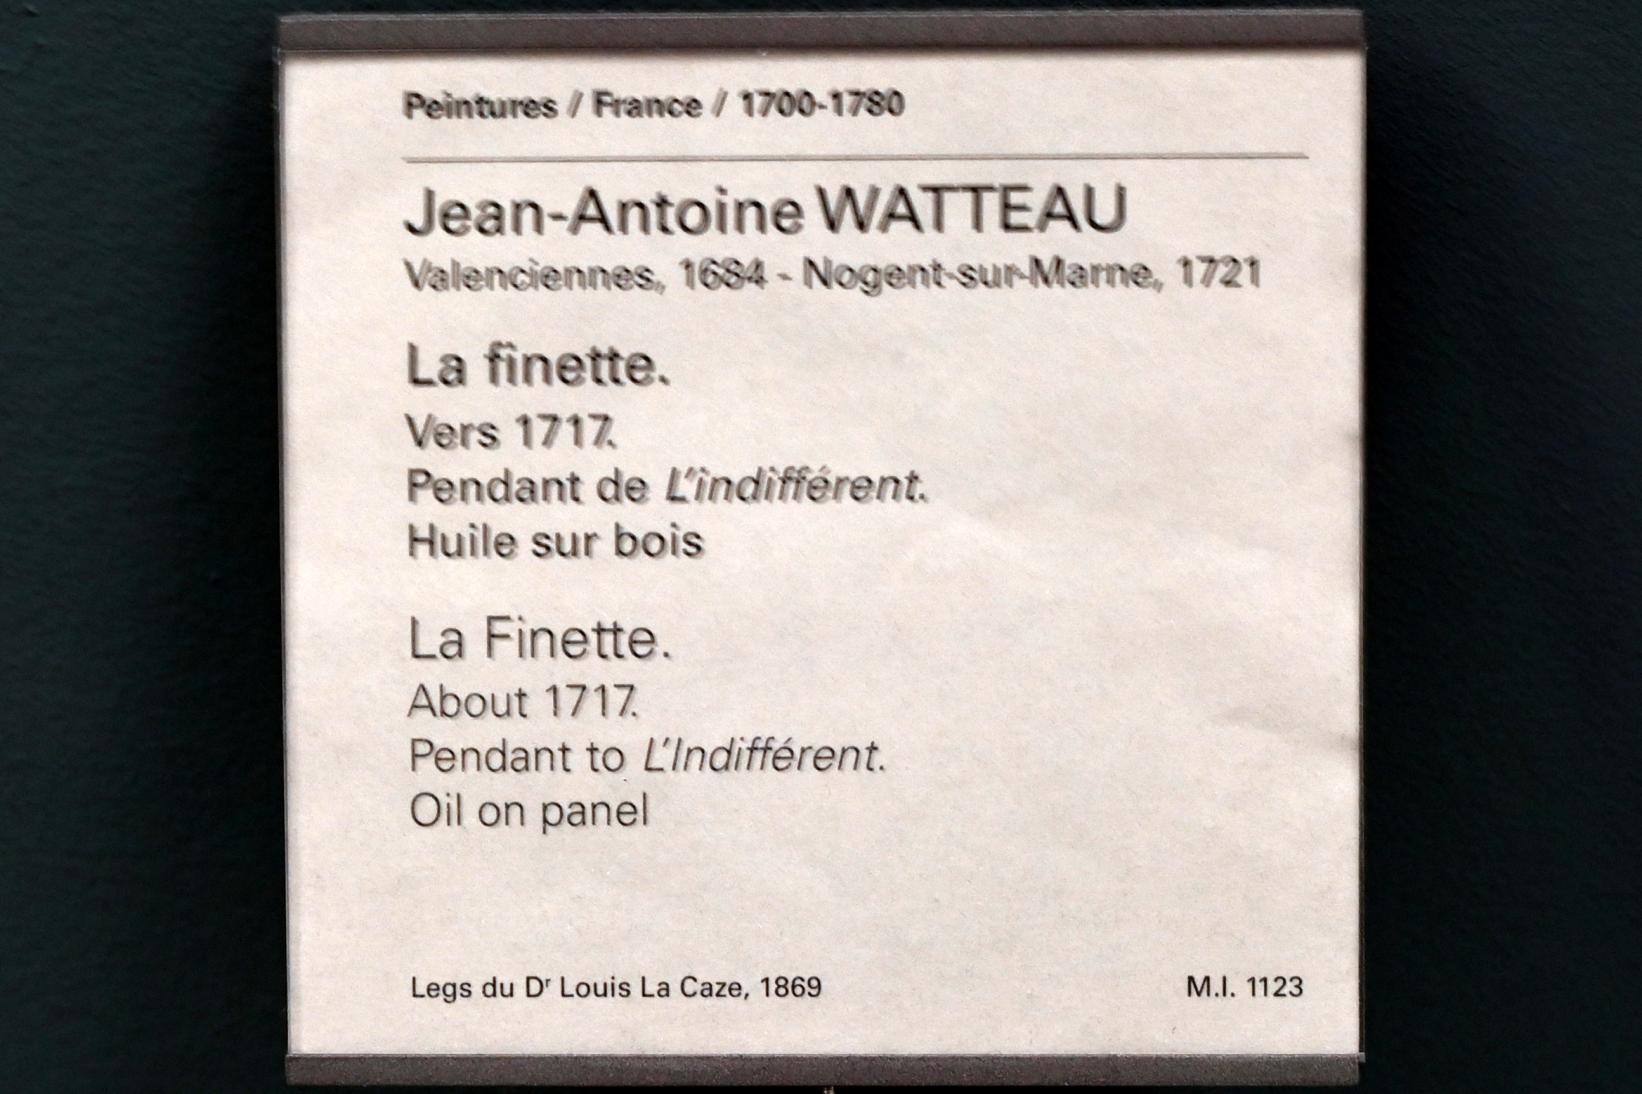 Peintures / France / 1700-1780
Jean-Antoine WATTEAU
Valenciennes, 1684 - Nogent-sur-Marne, 1721
La finette.
Vers 1717.
Pendant de L'indifférent.
Huile sur bois
La Finette.
About 1717.
Pendant to L'Indifférent.
Oil on panel
Legs du Dʳ Louis La Caze, 1869
M.I. 1123